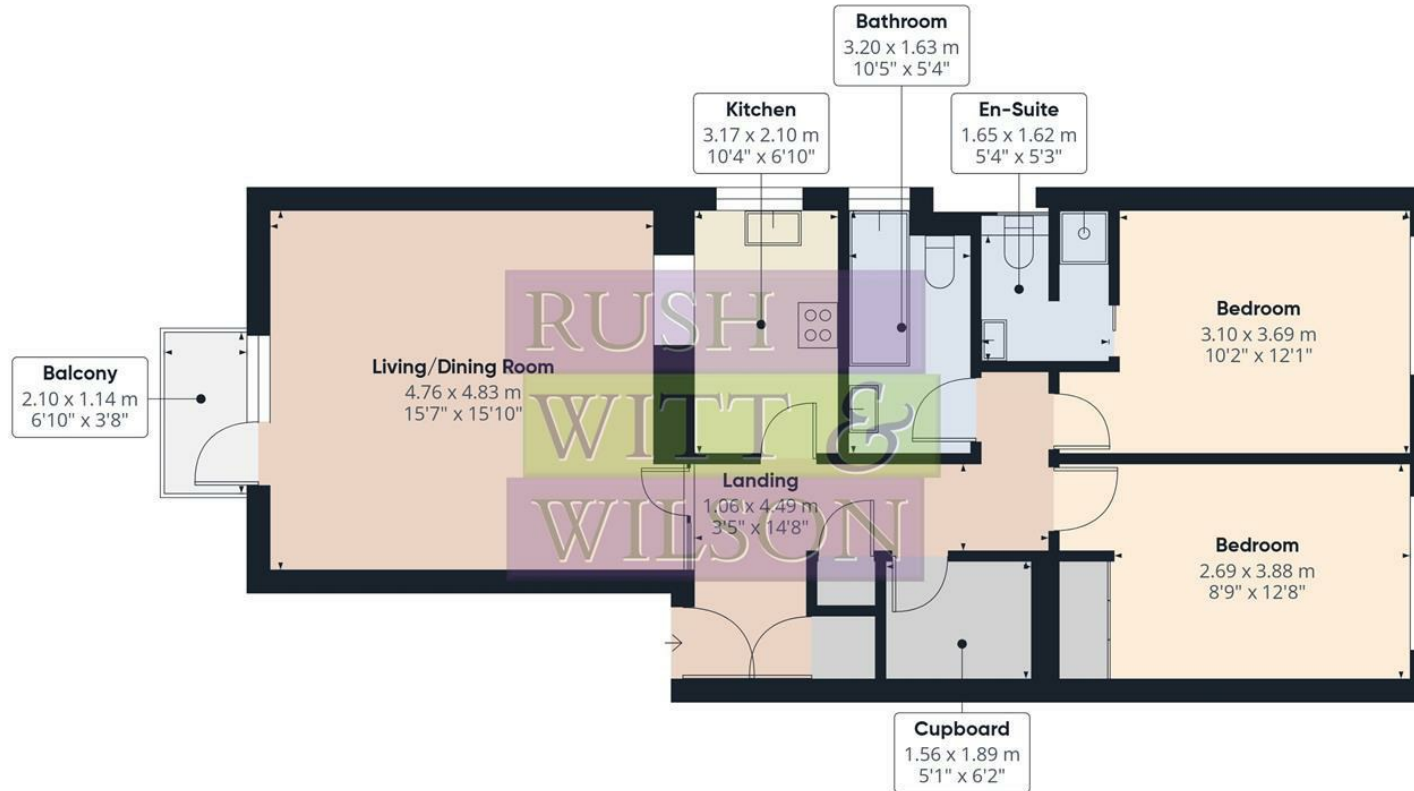 Bathroom
3.20 x 1.63 m
10'5" x 5'4"
Kitchen
3.17 x 2.10 m
10'4" x 6'10"
En-Suite
1.65 x 1.62 m
5'4" x 5'3"
Bedroom
3.10 x 3.69 m
10'2" x 12'1"
Balcony
2.10 x 1.14 m
6'10" x 3'8"
Living/Dining Room
4.76 x 4.83 m
15'7" x 15'10"
RUSH
WITT &
WILSON
Landing
1.06 x 4.49 m
3'5" x 14'8"
Bedroom
2.69 x 3.88 m
8'9" x 12'8"
Cupboard
1.56 x 1.89 m
5'1" x 6'2"